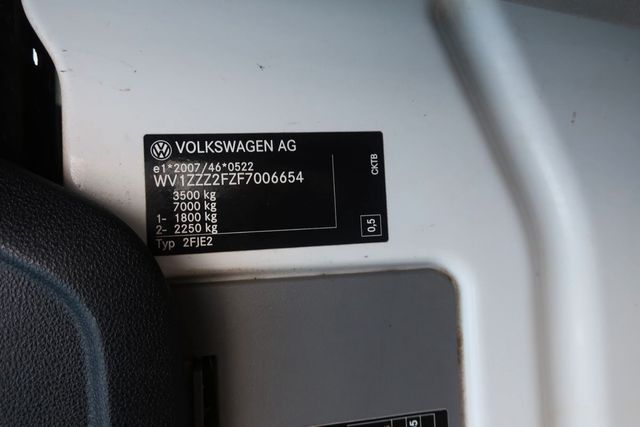 VOLKSWAGEN AG
e1*2007/46*0522
WV1ZZZ2FZF7006654
3500 kg
7000 kg
1- 1800 kg
2- 2250 kg
Typ 2FJE2
0,5
CKTB
5